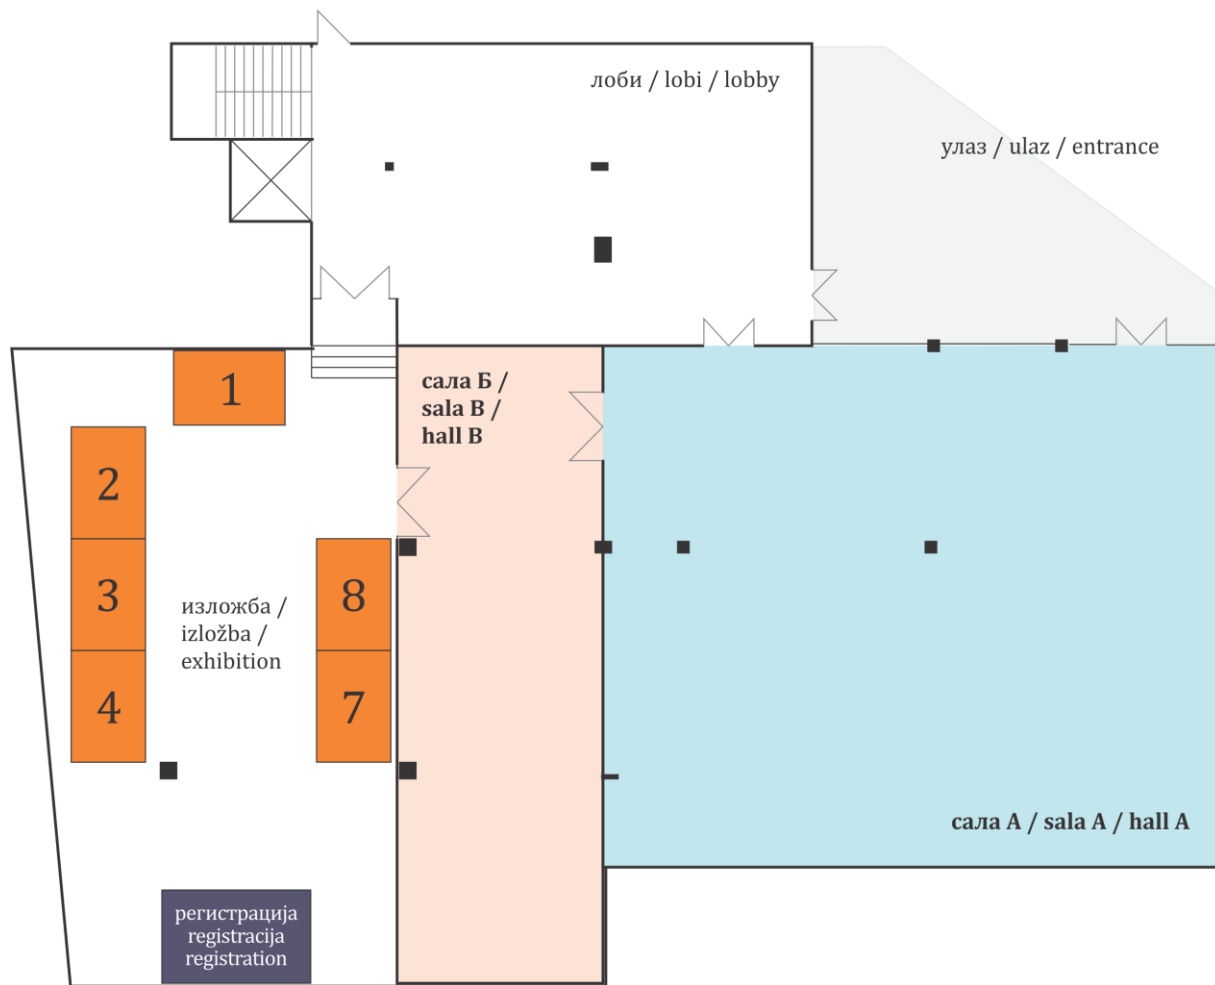 лоби / lobi / lobby
улаз / ulaz / entrance
сала Б /
sala B /
hall B
1
2
3
4
8
7
изложба /
izložba /
exhibition
сала А / sala A / hall A
регистрација
registracija
registration